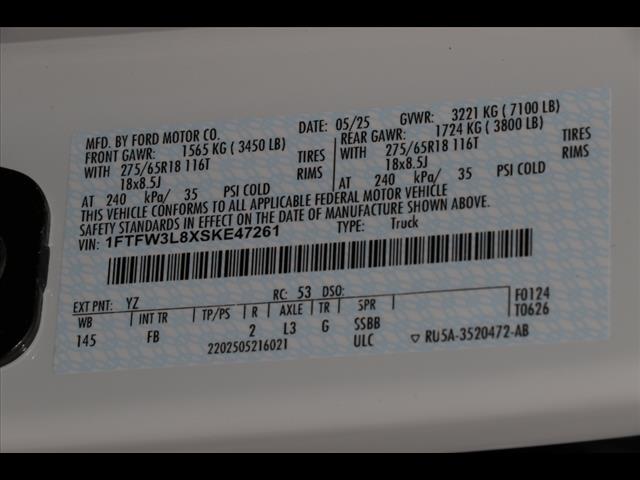 MFD. BY FORD MOTOR CO.
DATE: 05/25 GVWR: 3221 KG ( 7100 LB)
FRONT GAWR: 1565 KG ( 3450 LB)
REAR GAWR: 1724 KG ( 3800 LB)
WITH 275/65R18 116T TIRES
WITH 275/65R18 116T TIRES
18x8.5J RIMS
18x8.5J RIMS
AT 240 kPa/ 35 PSI COLD
AT 240 kPa/ 35 PSI COLD
THIS VEHICLE CONFORMS TO ALL APPLICABLE FEDERAL MOTOR VEHICLE
SAFETY STANDARDS IN EFFECT ON THE DATE OF MANUFACTURE SHOWN ABOVE.
VIN: 1FTFW3L8XSKE47261 TYPE: Truck
EXT PNT: YZ RC: 53 DSO: F0124
WB INT TR TP/PS R AXLE TR SPR T0626
145 FB 2 L3 G SSBB
2202505216021 ULC RU5A-3520472-AB